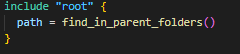 include "root" {
  path = find_in_parent_folders()
}